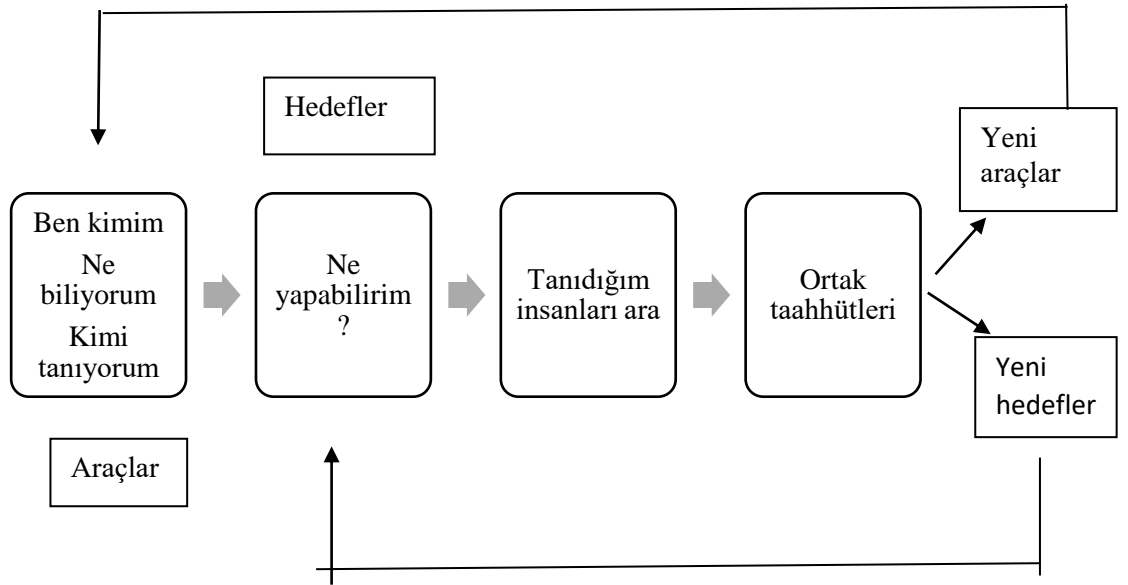 Hedefler
Yeni
araçlar
Ben kimim
Ne
biliyorum
Kimi
tanıyorum
Ne
yapabilirim
?
Tanıdığım
insanları ara
Ortak
taahhütleri
Yeni
hedefler
Araçlar